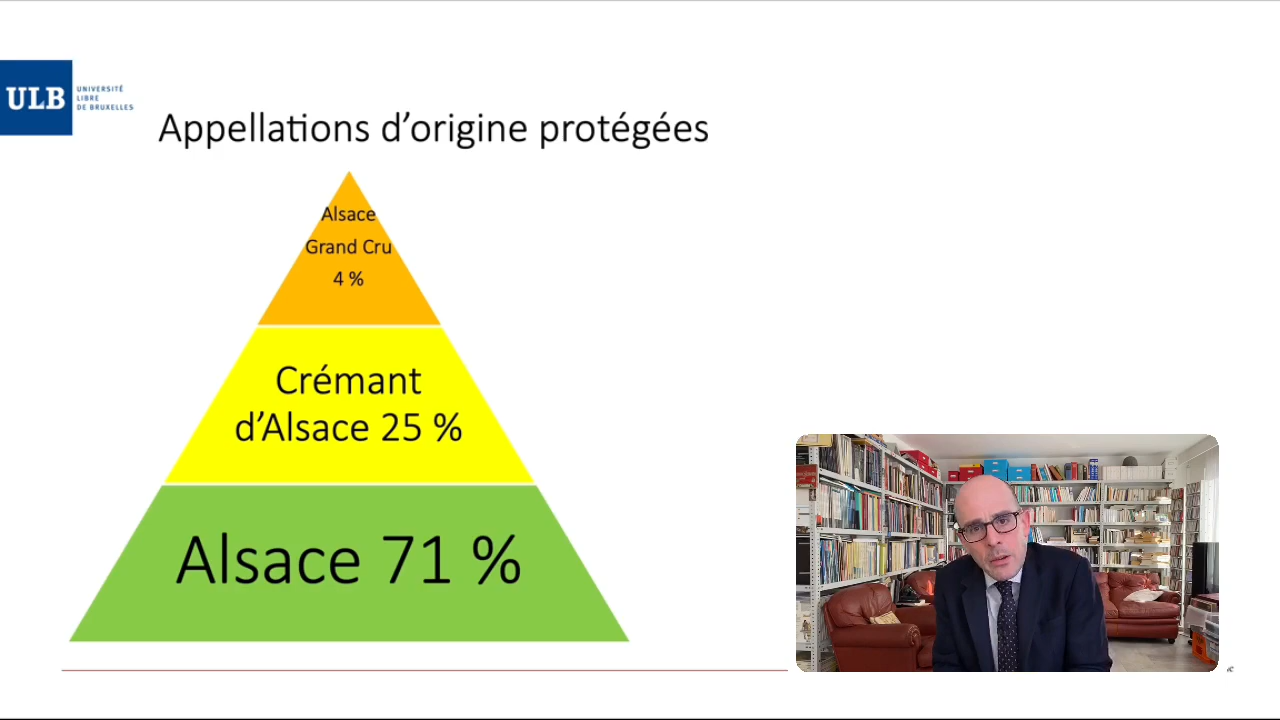 ULB
UNIVERSITÉ
LIBRE
DE BRUXELLES
Appellations d’origine protégées
Alsace
Grand Cru
4 %
Crémant
d’Alsace 25 %
Alsace 71 %